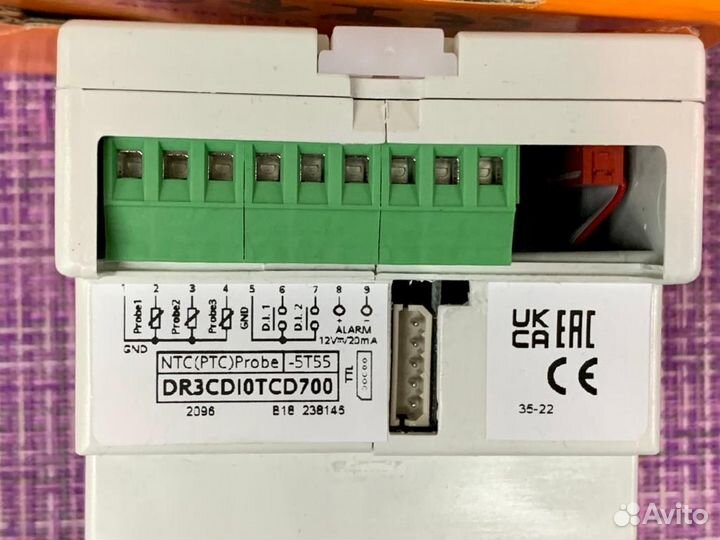 1 2 3 4 5 6 7 8 9
Probe1 Probe2 Probe3 GND D.I.1 D.I.2 + -
GND ALARM
12V⎓/20mA
NTC(PTC)Probe -5T55
DR3CDI0TCD700
TTL
2096 B18 238145
UK CA EAC
CE
35-22
Avito